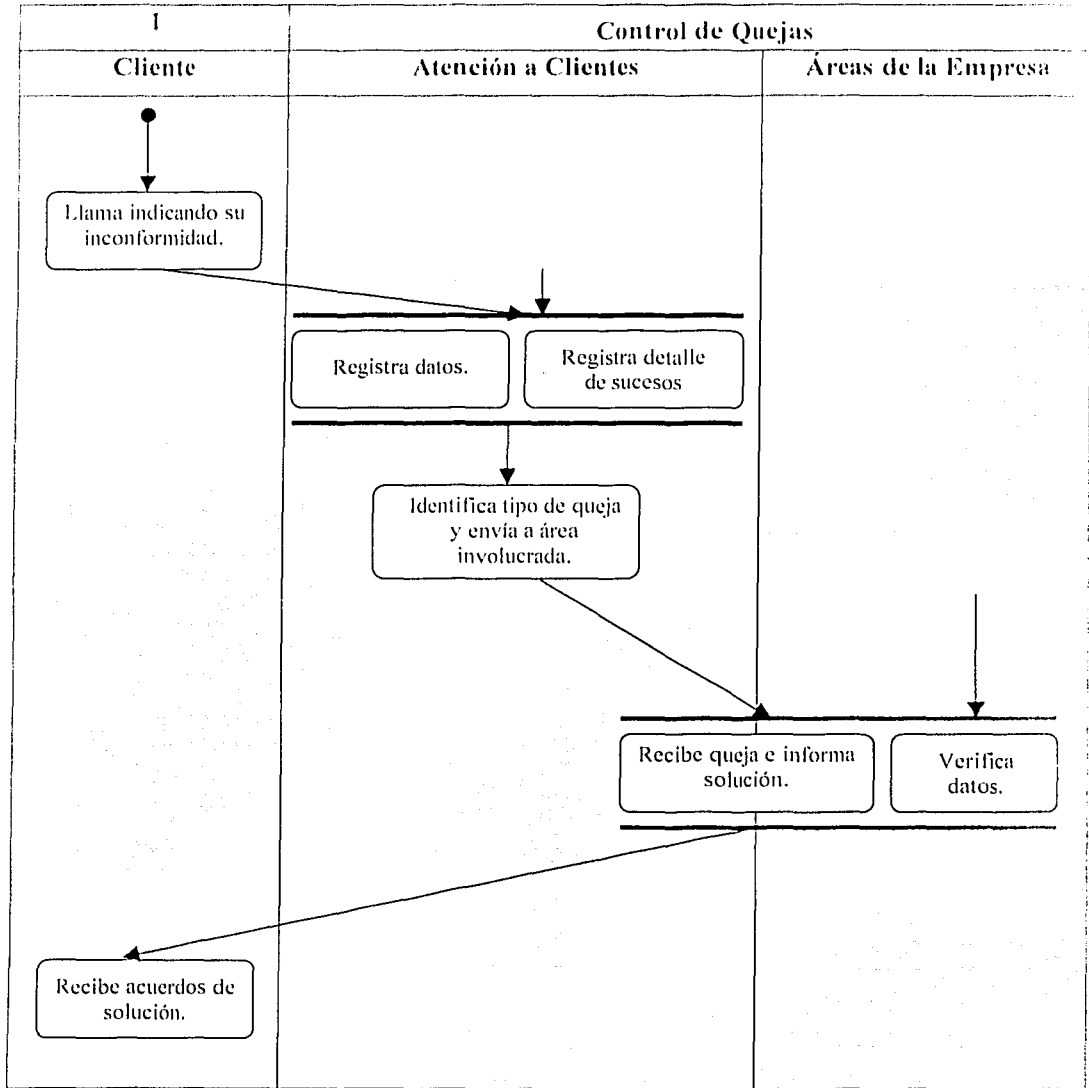 I
Control de Quejas
Cliente
Atención a Clientes
Áreas de la Empresa
Llama indicando su
inconformidad.
Registra datos.
Registra detalle
de sucesos
Identifica tipo de queja
y envía a área
involucrada.
Recibe queja e informa
solución.
Verifica
datos.
Recibe acuerdos de
solución.